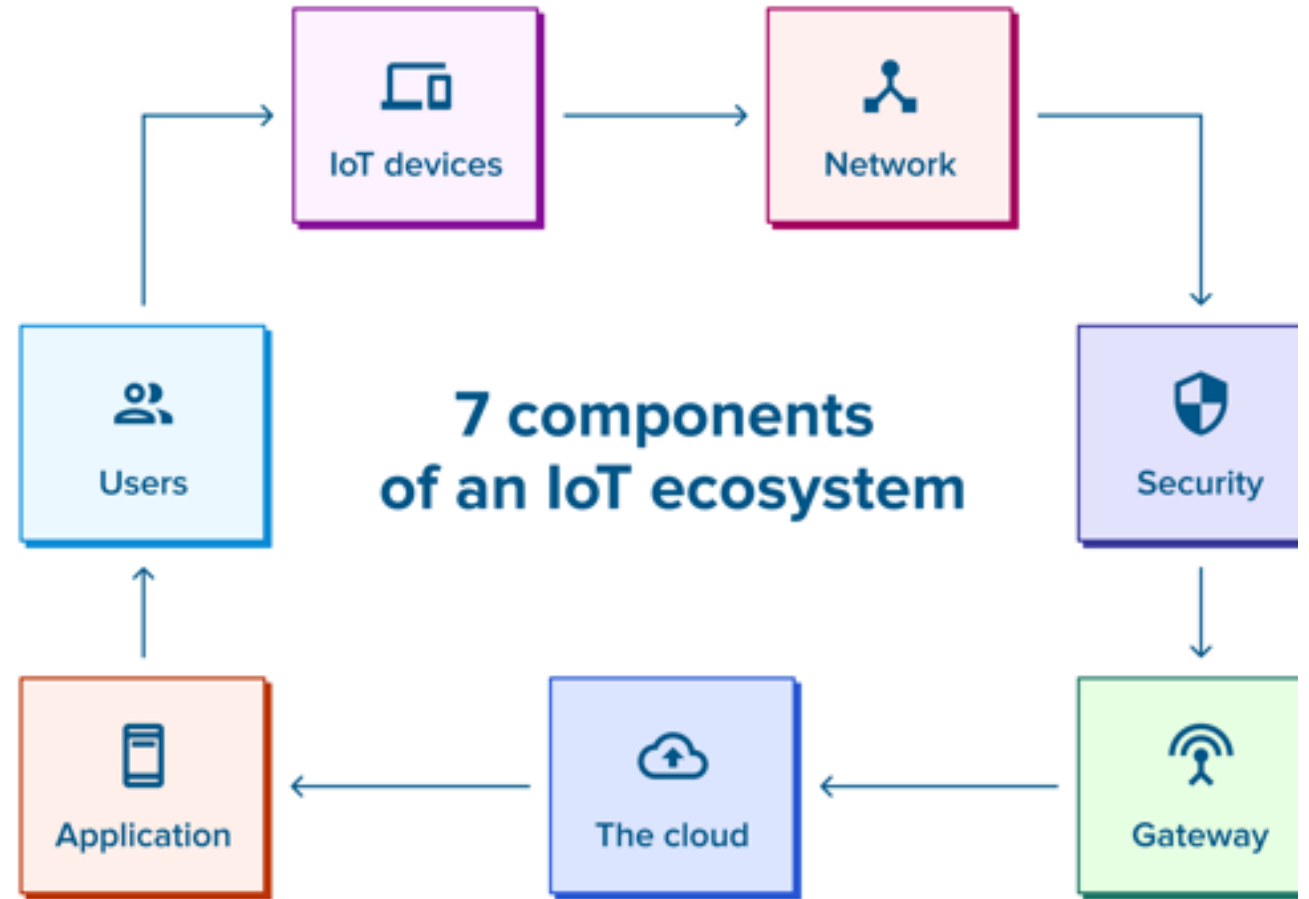 IoT devices
Network
Users
7 components
of an IoT ecosystem
Security
Application
The cloud
Gateway